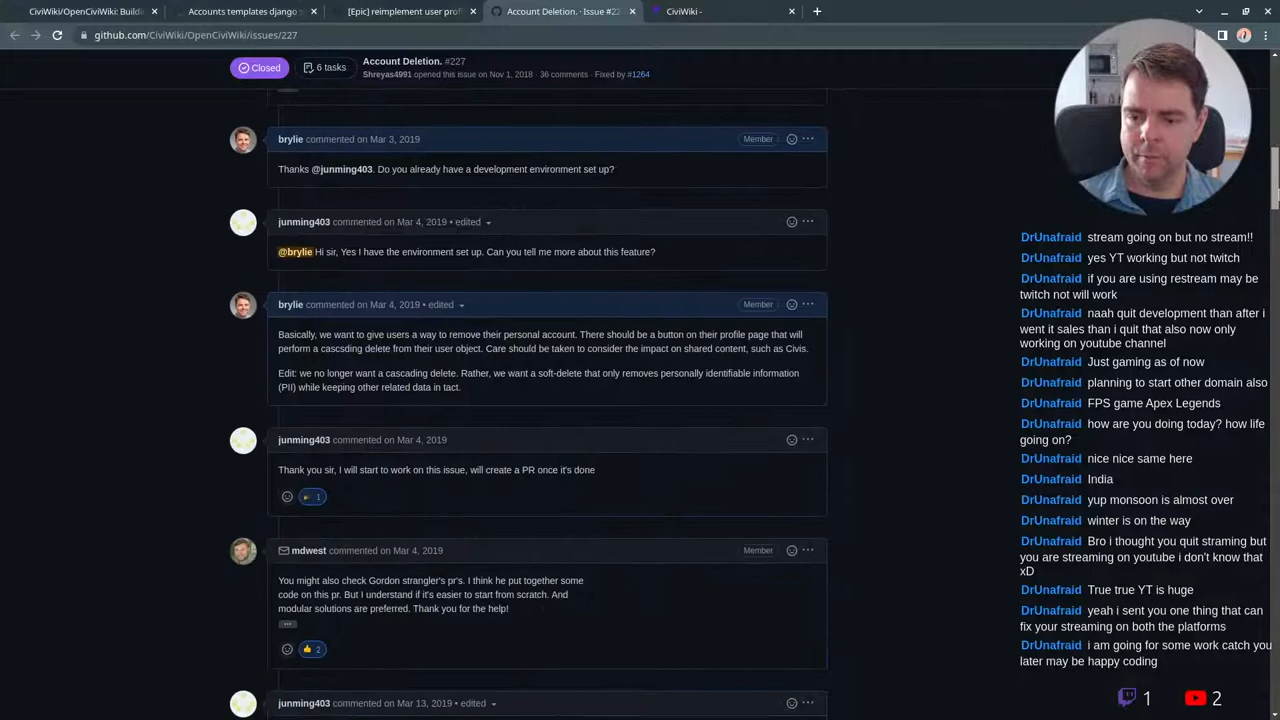 CiviWiki/OpenCiviWiki: Buildi
Accounts templates django
[Epic] reimplement user prof
Account Deletion. · Issue #22
CiviWiki -
github.com/CiviWiki/OpenCiviWiki/issues/227
Closed
6 tasks
Account Deletion. #227
Shreyas4991 opened this issue on Nov 1, 2018 · 36 comments · Fixed by #1264
brylie commented on Mar 3, 2019
Member
Thanks @junming403. Do you already have a development environment set up?
junming403 commented on Mar 4, 2019 • edited
@brylie Hi sir, Yes I have the environment set up. Can you tell me more about this feature?
brylie commented on Mar 4, 2019 • edited
Member
Basically, we want to give users a way to remove their personal account. There should be a button on their profile page that will
perform a cascsding delete from their user object. Care should be taken to consider the impact on shared content, such as Civis.
Edit: we no longer want a cascading delete. Rather, we want a soft-delete that only removes personally identifiable information
(PII) while keeping other related data in tact.
junming403 commented on Mar 4, 2019
Thank you sir, I will start to work on this issue, will create a PR once it's done
1
mdwest commented on Mar 4, 2019
Member
You might also check Gordon strangler's pr's. I think he put together some
code on this pr. But I understand if it's easier to start from scratch. And
modular solutions are preferred. Thank you for the help!
2
junming403 commented on Mar 13, 2019 • edited
DrUnafraid stream going on but no stream!!
DrUnafraid yes YT working but not twitch
DrUnafraid if you are using restream may be
twitch not will work
DrUnafraid naah quit development than after i
went it sales than i quit that also now only
working on youtube channel
DrUnafraid Just gaming as of now
DrUnafraid planning to start other domain also
DrUnafraid FPS game Apex Legends
DrUnafraid how are you doing today? how life
going on?
DrUnafraid nice nice same here
DrUnafraid India
DrUnafraid yup monsoon is almost over
DrUnafraid winter is on the way
DrUnafraid Bro i thought you quit straming but
you are streaming on youtube i don't know that
xD
DrUnafraid True true YT is huge
DrUnafraid yeah i sent you one thing that can
fix your streaming on both the platforms
DrUnafraid i am going for some work catch you
later may be happy coding
1
2